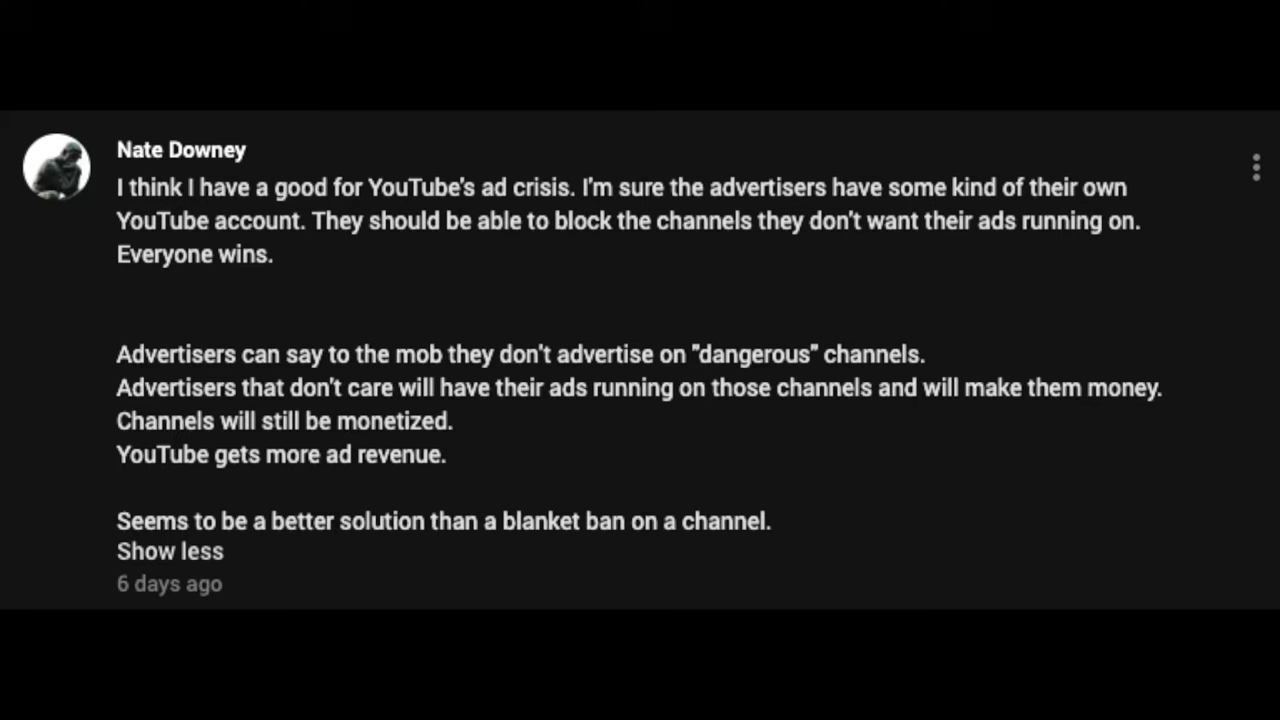 Nate Downey
I think I have a good for YouTube's ad crisis. I'm sure the advertisers have some kind of their own
YouTube account. They should be able to block the channels they don't want their ads running on.
Everyone wins.
Advertisers can say to the mob they don't advertise on "dangerous" channels.
Advertisers that don't care will have their ads running on those channels and will make them money.
Channels will still be monetized.
YouTube gets more ad revenue.
Seems to be a better solution than a blanket ban on a channel.
Show less
6 days ago